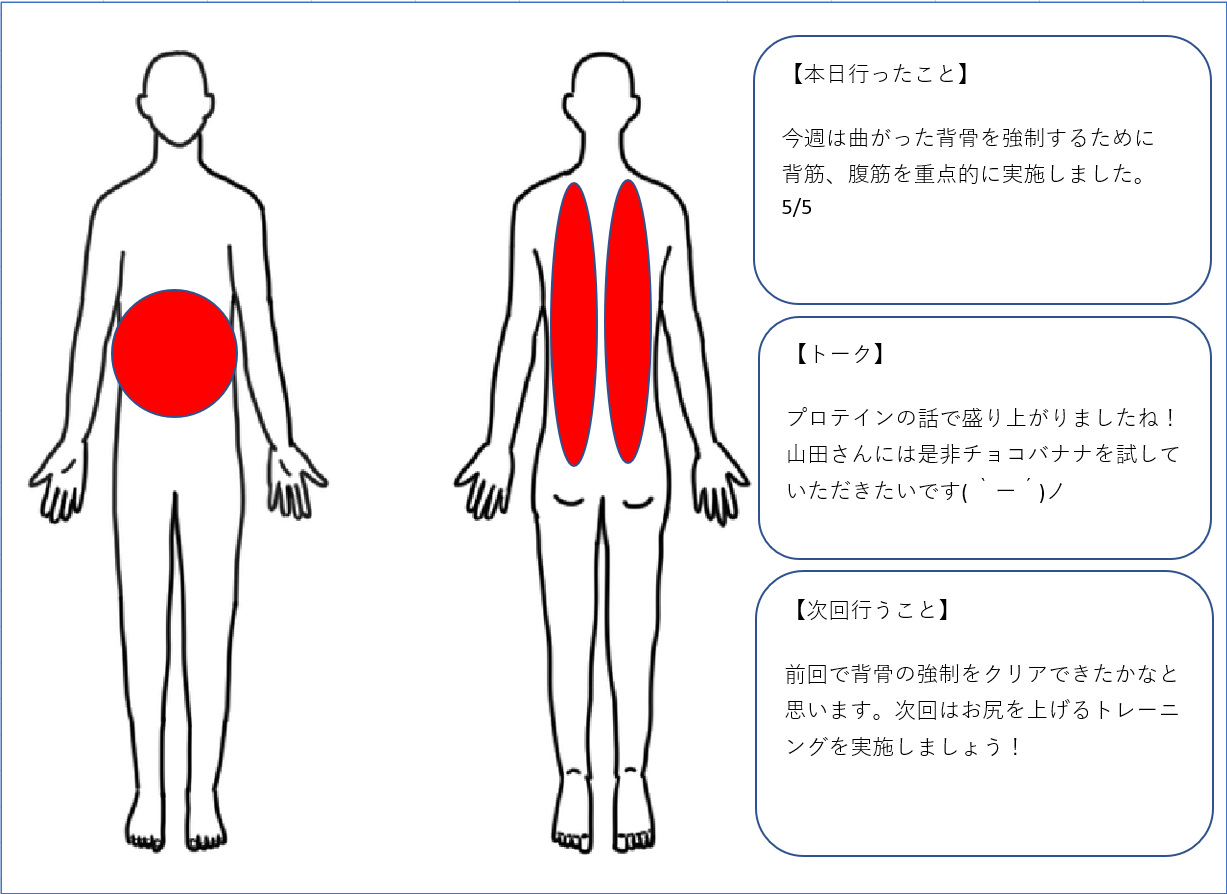 【本日行ったこと】
今週は曲がった背骨を強制するために
背筋、腹筋を重点的に実施しました。
5/5
【トーク】
プロテインの話で盛り上がりましたね！
山田さんには是非チョコバナナを試して
いただきたいです( ｀ー´)ノ
【次回行うこと】
前回で背骨の強制をクリアできたかなと
思います。次回はお尻を上げるトレーニ
ングを実施しましょう！